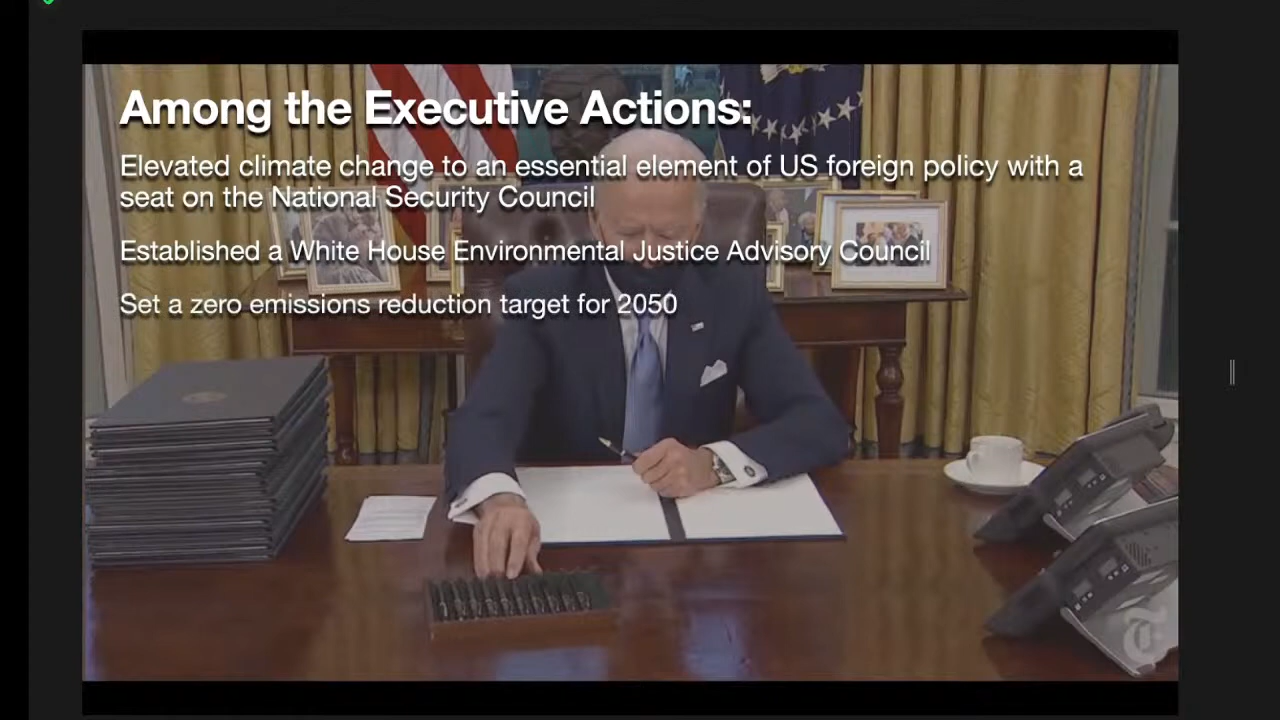 Among the Executive Actions:
Elevated climate change to an essential element of US foreign policy with a
seat on the National Security Council
Established a White House Environmental Justice Advisory Council
Set a zero emissions reduction target for 2050